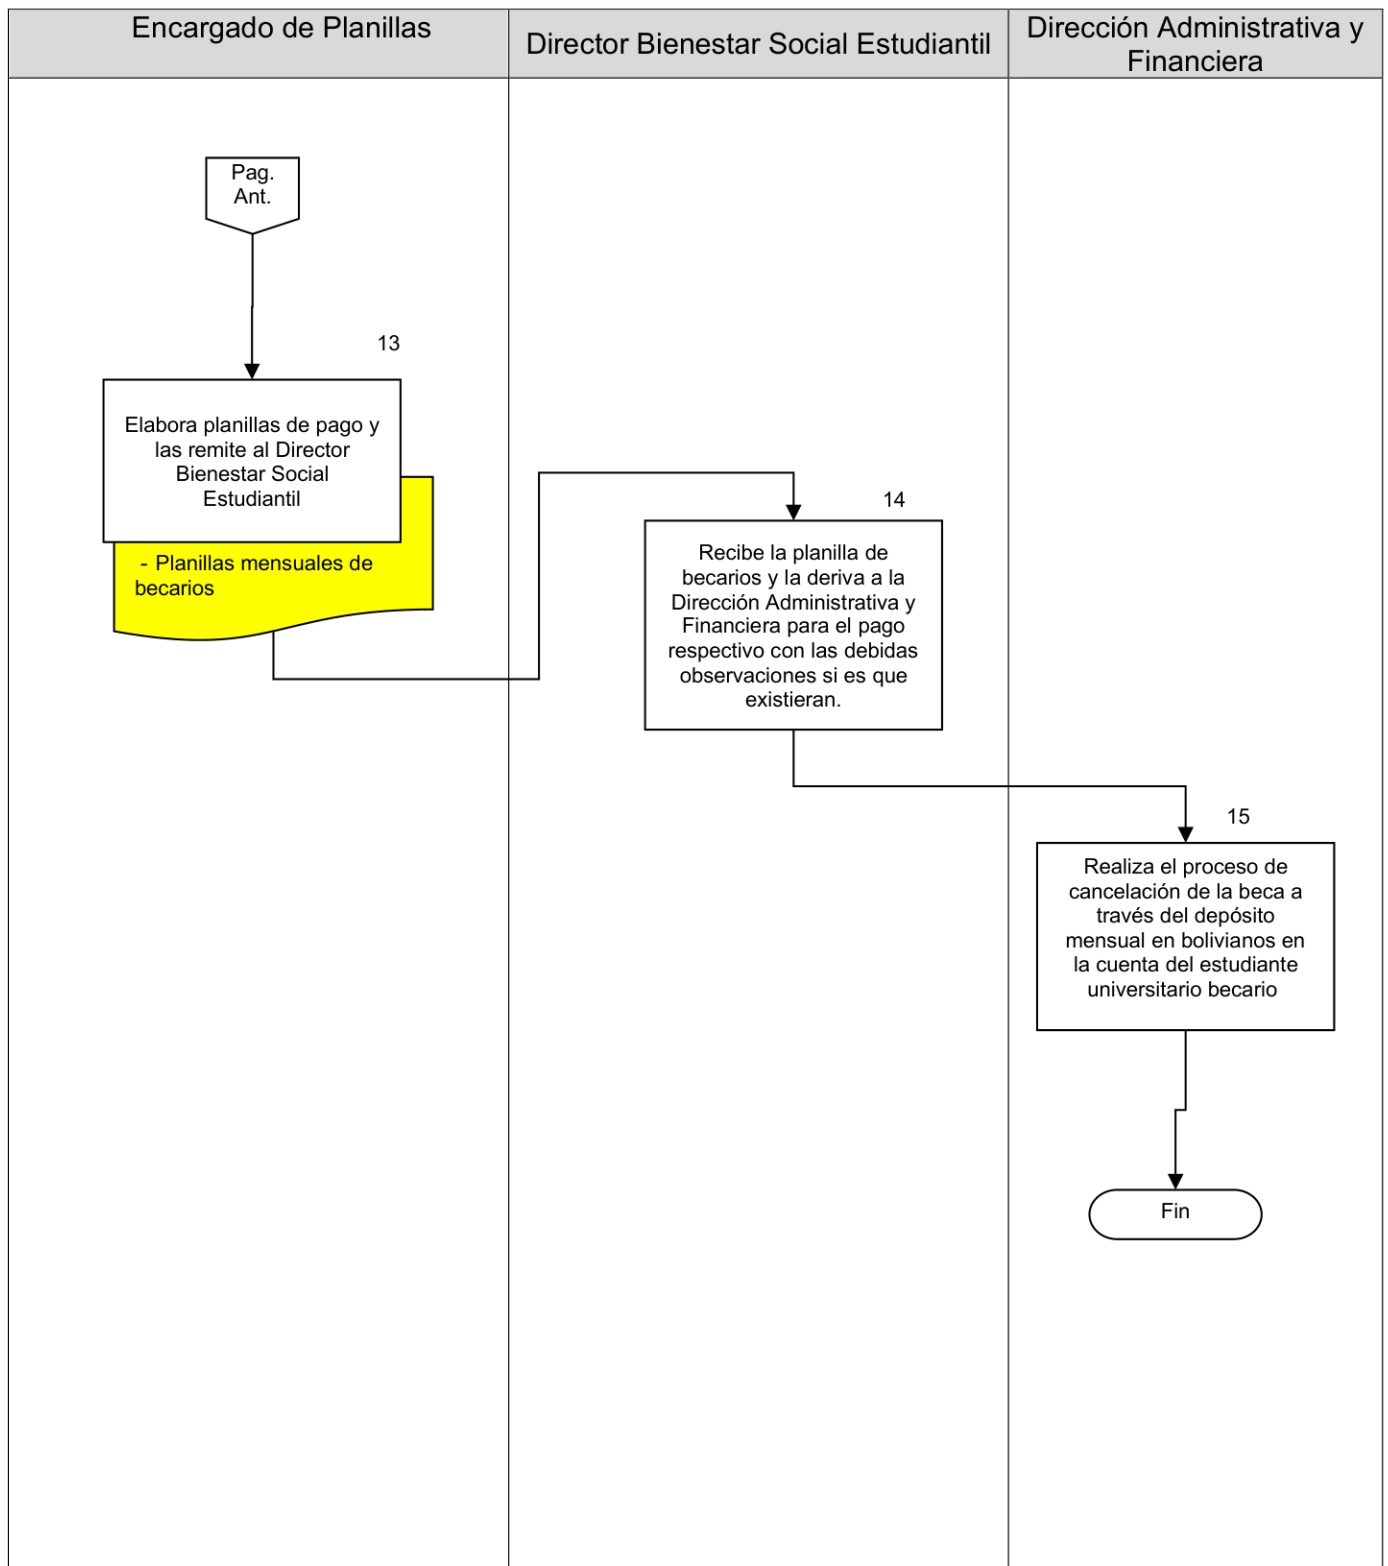 Encargado de Planillas
Director Bienestar Social Estudiantil
Dirección Administrativa y
Financiera
Pag.
Ant.
13
Elabora planillas de pago y
las remite al Director
Bienestar Social
Estudiantil
- Planillas mensuales de
becarios
14
Recibe la planilla de
becarios y la deriva a la
Dirección Administrativa y
Financiera para el pago
respectivo con las debidas
observaciones si es que
existieran.
15
Realiza el proceso de
cancelación de la beca a
través del depósito
mensual en bolivianos en
la cuenta del estudiante
universitario becario
Fin